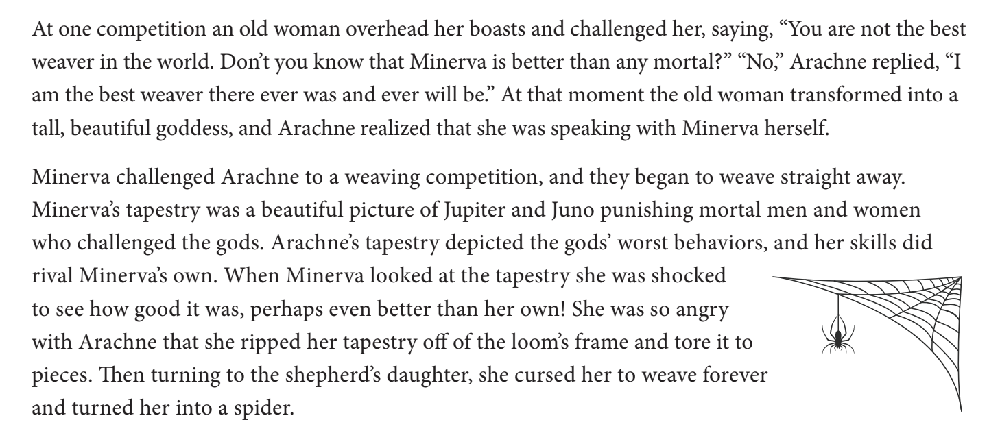 At one competition an old woman overhead her boasts and challenged her, saying, “You are not the best
weaver in the world. Don’t you know that Minerva is better than any mortal?” “No,” Arachne replied, “I
am the best weaver there ever was and ever will be.” At that moment the old woman transformed into a
tall, beautiful goddess, and Arachne realized that she was speaking with Minerva herself.
Minerva challenged Arachne to a weaving competition, and they began to weave straight away.
Minerva’s tapestry was a beautiful picture of Jupiter and Juno punishing mortal men and women
who challenged the gods. Arachne’s tapestry depicted the gods’ worst behaviors, and her skills did
rival Minerva’s own. When Minerva looked at the tapestry she was shocked
to see how good it was, perhaps even better than her own! She was so angry
with Arachne that she ripped her tapestry off of the loom’s frame and tore it to
pieces. Then turning to the shepherd’s daughter, she cursed her to weave forever
and turned her into a spider.